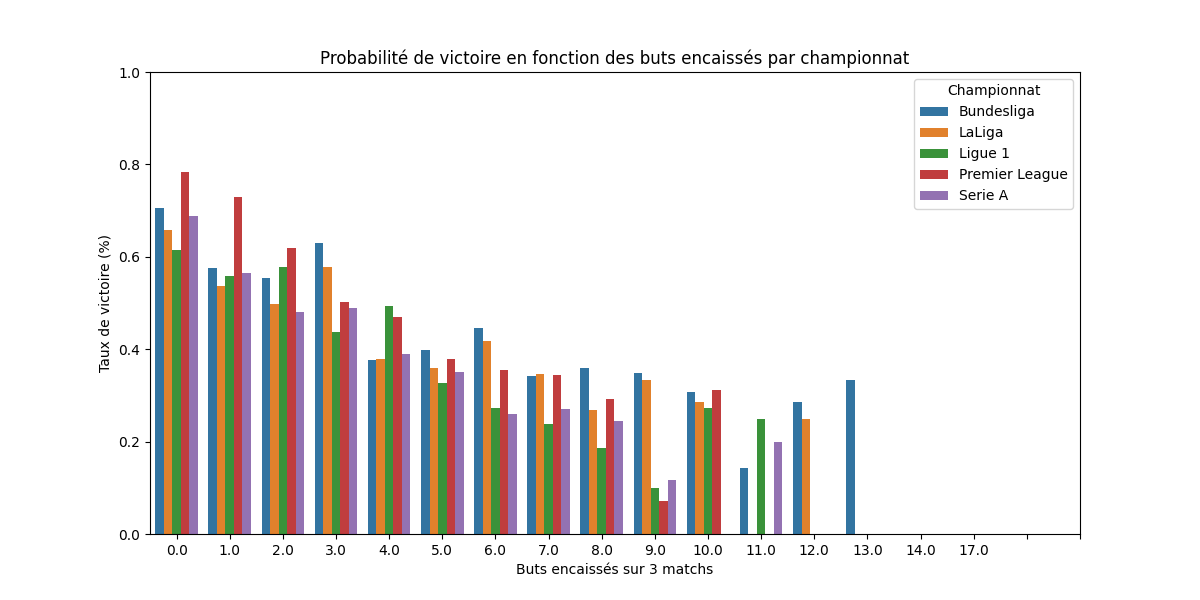 Probabilité de victoire en fonction des buts encaissés par championnat
Taux de victoire (%)
1.0
0.8
0.6
0.4
0.2
0.0
Championnat
Bundesliga
LaLiga
Ligue 1
Premier League
Serie A
0.0 1.0 2.0 3.0 4.0 5.0 6.0 7.0 8.0 9.0 10.0 11.0 12.0 13.0 14.0 17.0
Buts encaissés sur 3 matchs